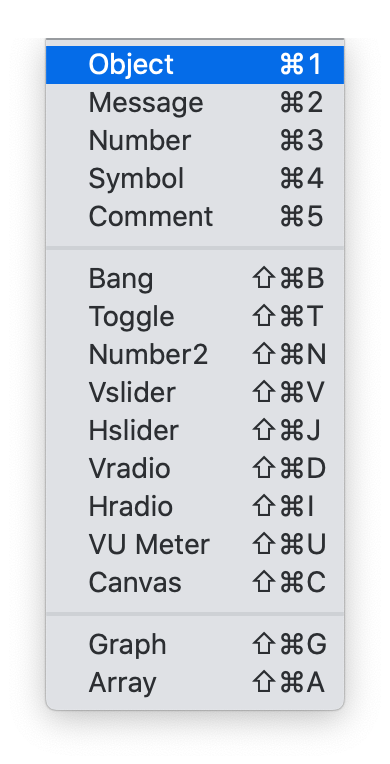 Object ⌘1
Message ⌘2
Number ⌘3
Symbol ⌘4
Comment ⌘5
Bang ⇧⌘B
Toggle ⇧⌘T
Number2 ⇧⌘N
Vslider ⇧⌘V
Hslider ⇧⌘J
Vradio ⇧⌘D
Hradio ⇧⌘I
VU Meter ⇧⌘U
Canvas ⇧⌘C
Graph ⇧⌘G
Array ⇧⌘A